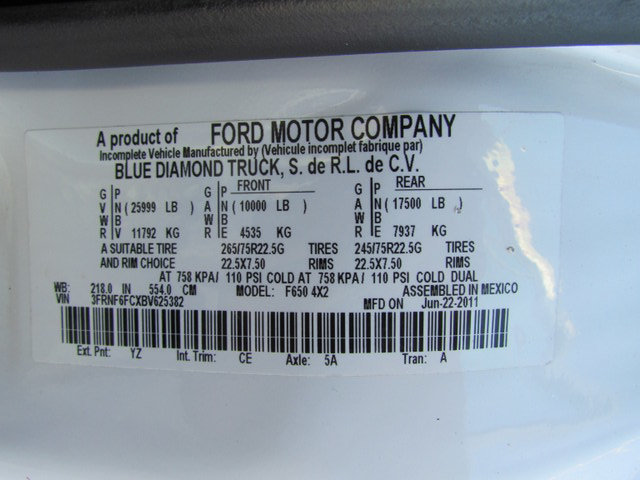 A product of FORD MOTOR COMPANY
Incomplete Vehicle Manufactured by (Vehicule incomplet fabrique par)
BLUE DIAMOND TRUCK, S. de R.L. de C.V.
G P FRONT G P REAR
V N (25999 LB ) A N (10000 LB ) A N (17500 LB )
W B W B W B
R V 11792 KG R E 4535 KG R E 7937 KG
A SUITABLE TIRE 265/75R22.5G TIRES 245/75R22.5G
AND RIM CHOICE 22.5X7.50 RIMS 22.5X7.50
AT 758 KPA/ 110 PSI COLD AT 758 KPA/ 110 PSI COLD DUAL
WB: 218.0 IN 554.0 CM MODEL: F650 4X2 ASSEMBLED IN MEXICO
VIN 3FRNF6FCXBV625382 MFD ON Jun-22-2011
Ext. Pnt: YZ Int. Trim: CE Axle: 5A Tran: A